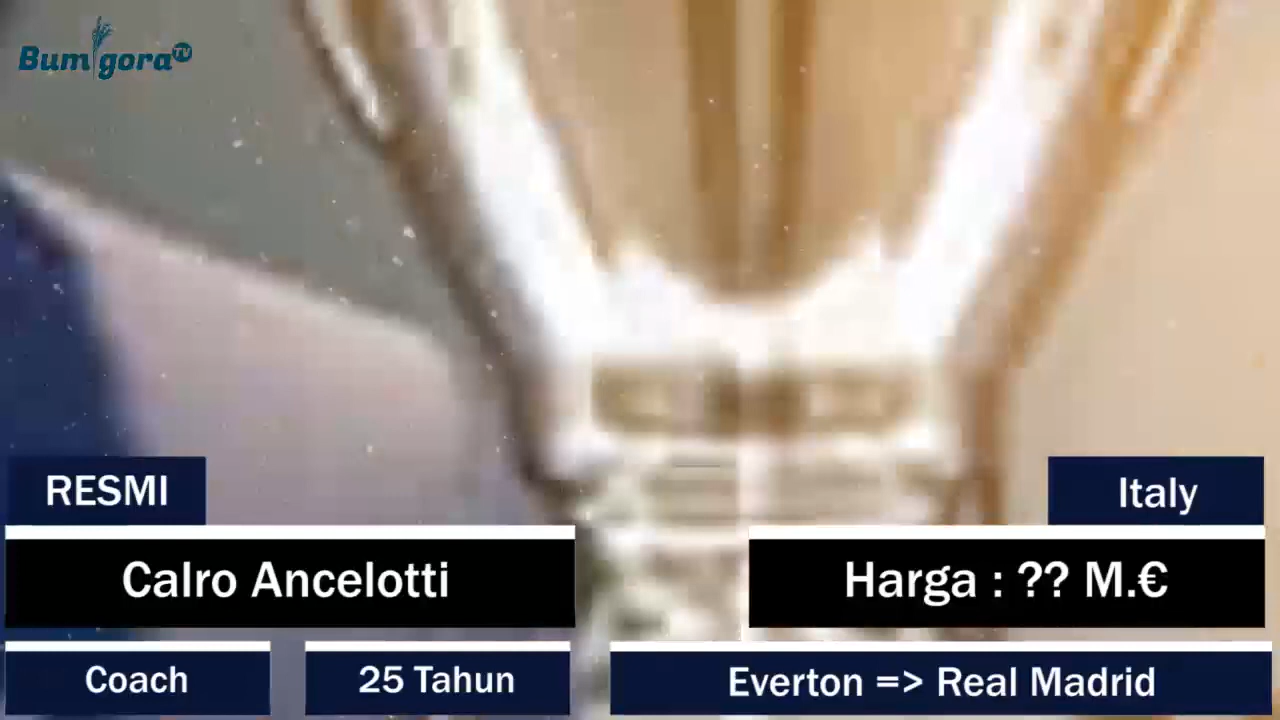 Bumigora TV
RESMI
Italy
Calro Ancelotti
Harga : ?? M.€
Coach
25 Tahun
Everton => Real Madrid